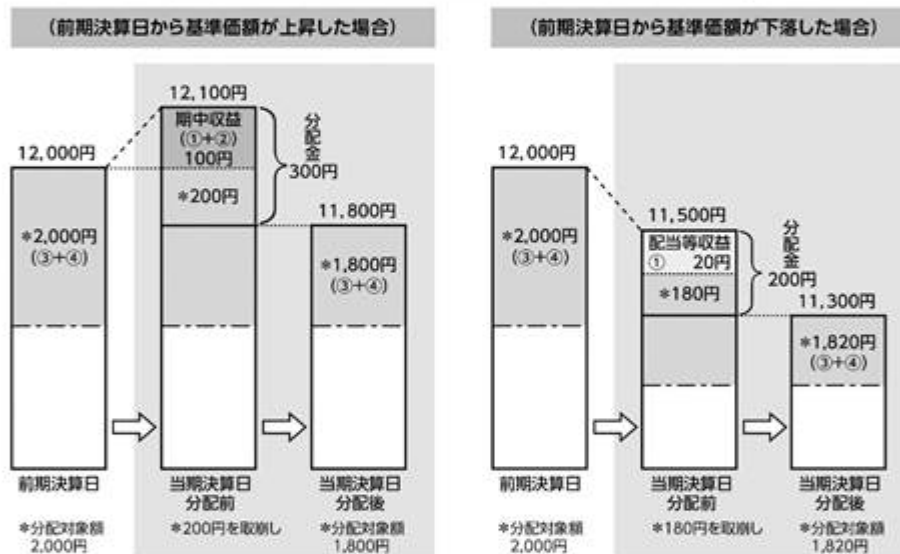 (前期決算日から基準価額が上昇した場合)
12,100円
期中収益
(①+②)
100円
分配金
300円
12,000円
*200円
11,800円
*2,000円
(③+④)
*1,800円
(③+④)
前期決算日
当期決算日
分配前
当期決算日
分配後
*分配対象額
2,000円
*200円を取崩し
*分配対象額
1,800円
(前期決算日から基準価額が下落した場合)
12,000円
11,500円
配当等収益
① 20円
分配金
200円
*2,000円
(③+④)
*180円
11,300円
*1,820円
(③+④)
前期決算日
当期決算日
分配前
当期決算日
分配後
*分配対象額
2,000円
*180円を取崩し
*分配対象額
1,820円